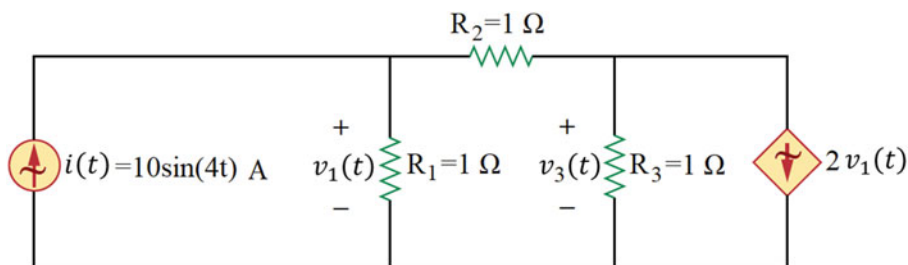 R₂=1 Ω
+ +
i(t)=10sin(4t) A v₁(t) R₁=1 Ω v₃(t) R₃=1 Ω 2 v₁(t)
− −